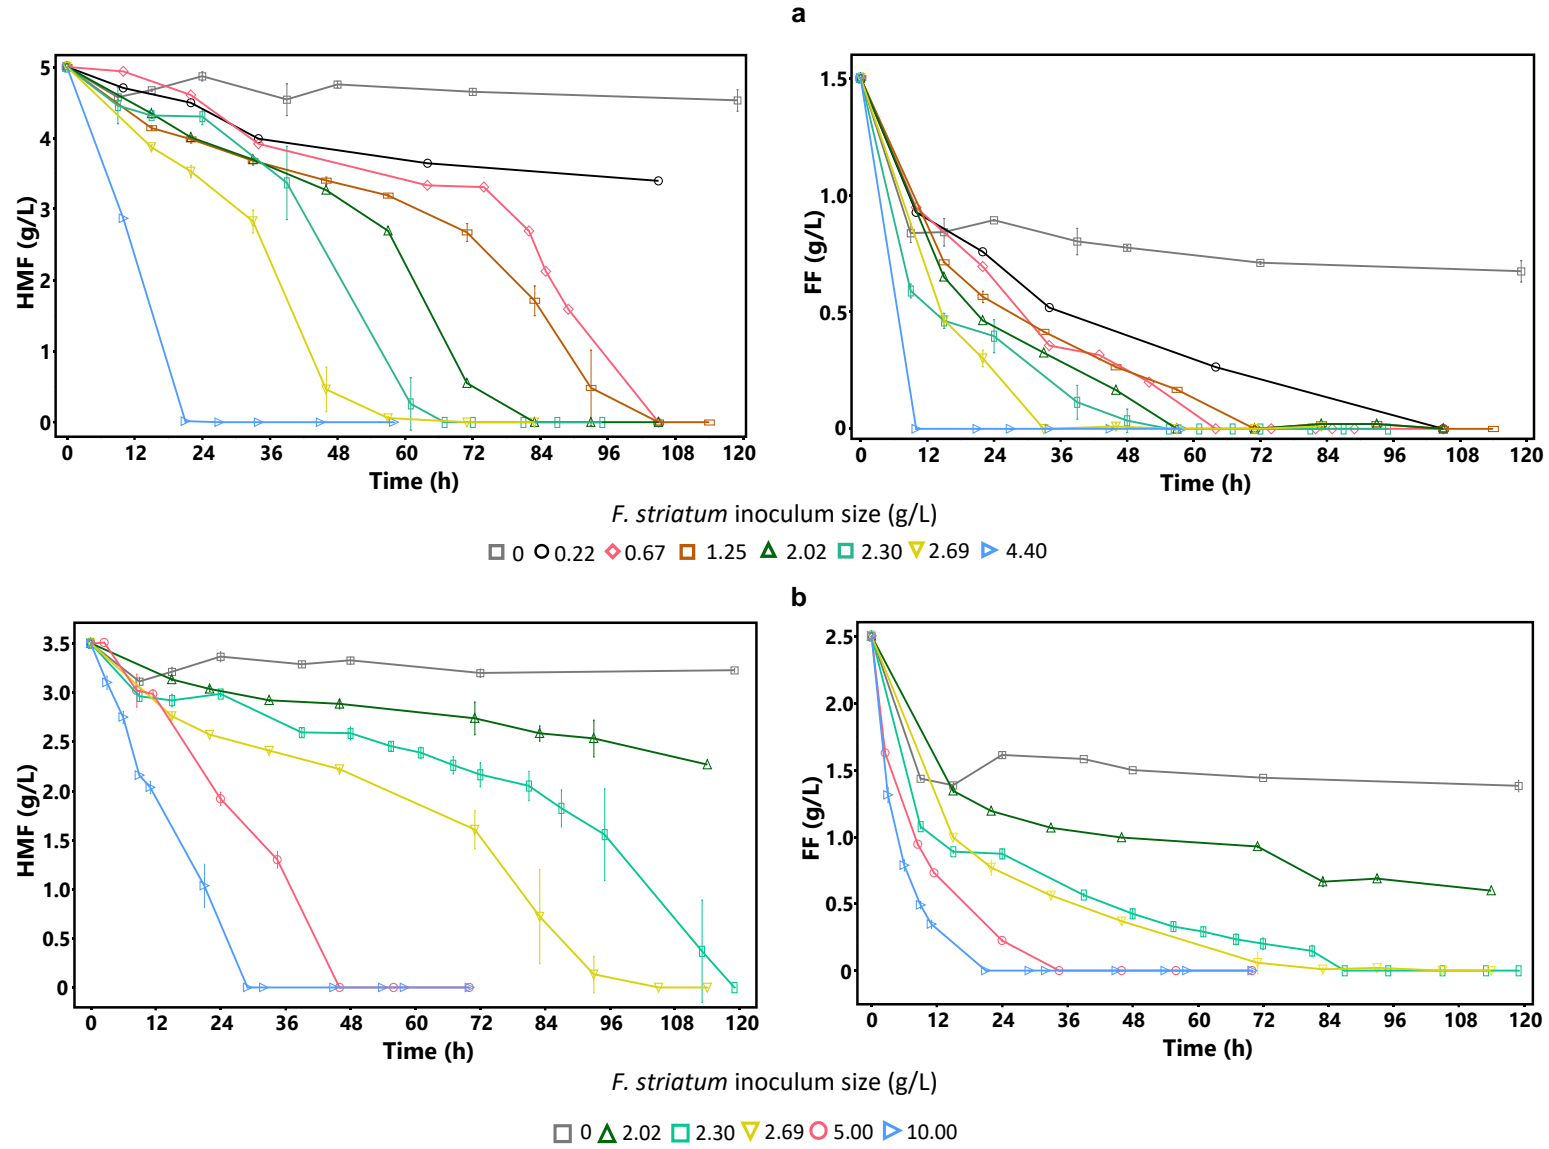 a
5
4
3
2
1
0
HMF (g/L)
0 12 24 36 48 60 72 84 96 108 120
Time (h)
1.5
1.0
0.5
0
FF (g/L)
0 12 24 36 48 60 72 84 96 108 120
Time (h)
F. striatum inoculum size (g/L)
0 0.22 0.67 1.25 2.02 2.30 2.69 4.40
b
3.5
3.0
2.5
2.0
1.5
1.0
0.5
0
HMF (g/L)
0 12 24 36 48 60 72 84 96 108 120
Time (h)
2.5
2.0
1.5
1.0
0.5
0
FF (g/L)
0 12 24 36 48 60 72 84 96 108 120
Time (h)
F. striatum inoculum size (g/L)
0 2.02 2.30 2.69 5.00 10.00